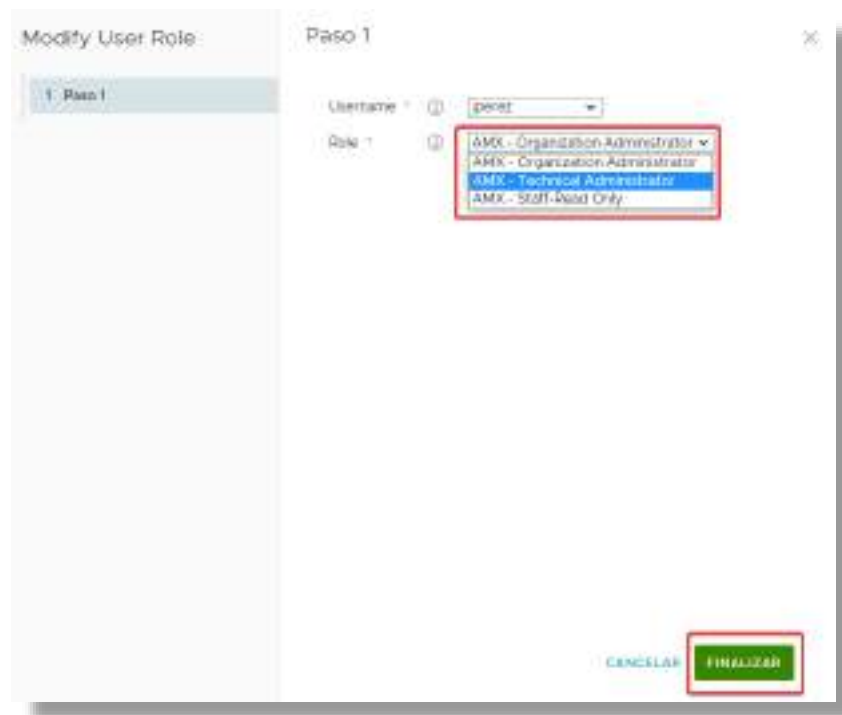 Modify User Role
Paso 1
1 Paso 1
Username *
perez
Role *
AMX - Organization Administrator
AMX - Organization Administrator
AMX - Technical Administrator
AMX - Staff-Read Only
CANCELAR
FINALIZAR